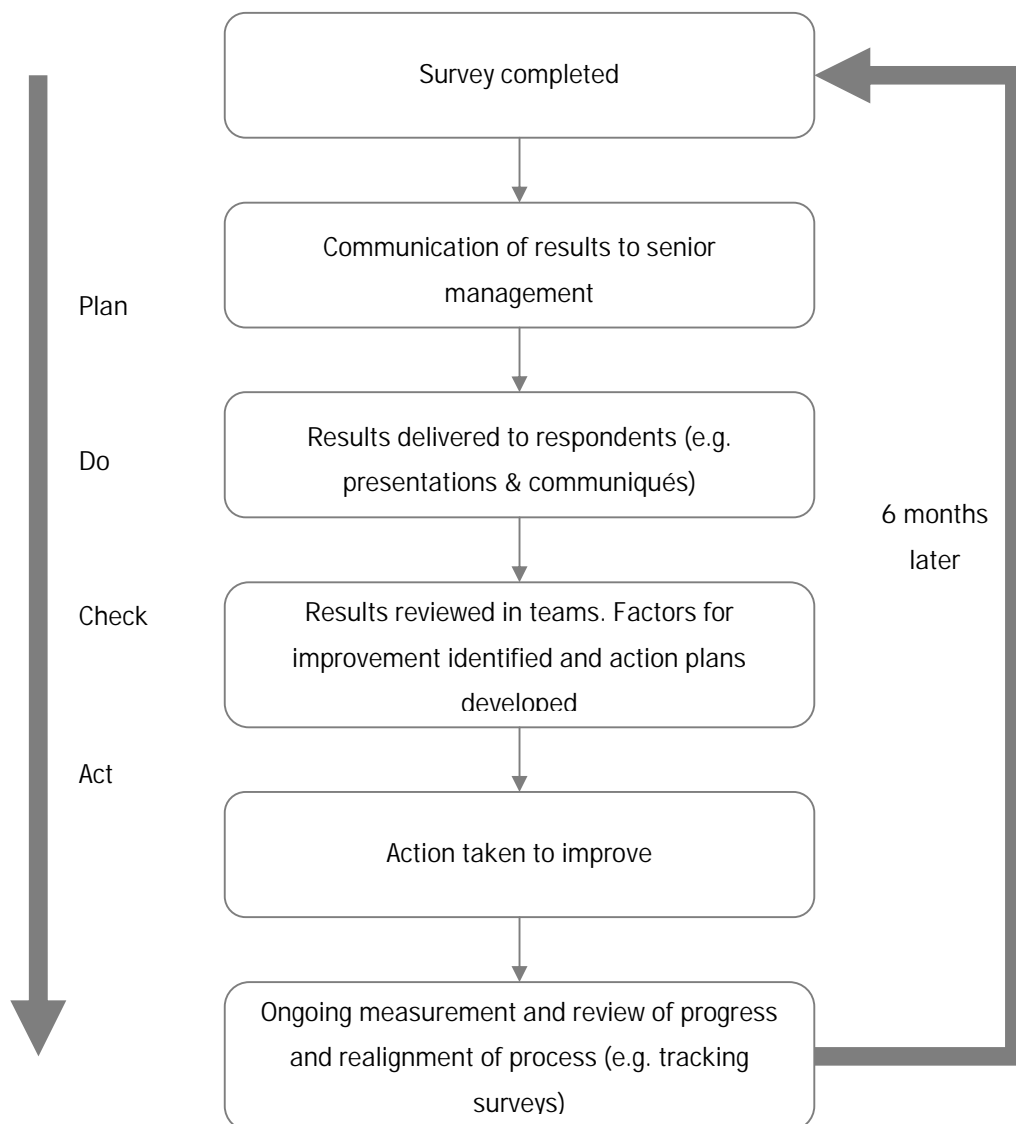 Survey completed
Communication of results to senior
management
Plan
Results delivered to respondents (e.g.
presentations & communiqués)
Do
6 months
later
Results reviewed in teams. Factors for
improvement identified and action plans
developed
Check
Act
Action taken to improve
Ongoing measurement and review of progress
and realignment of process (e.g. tracking
surveys)